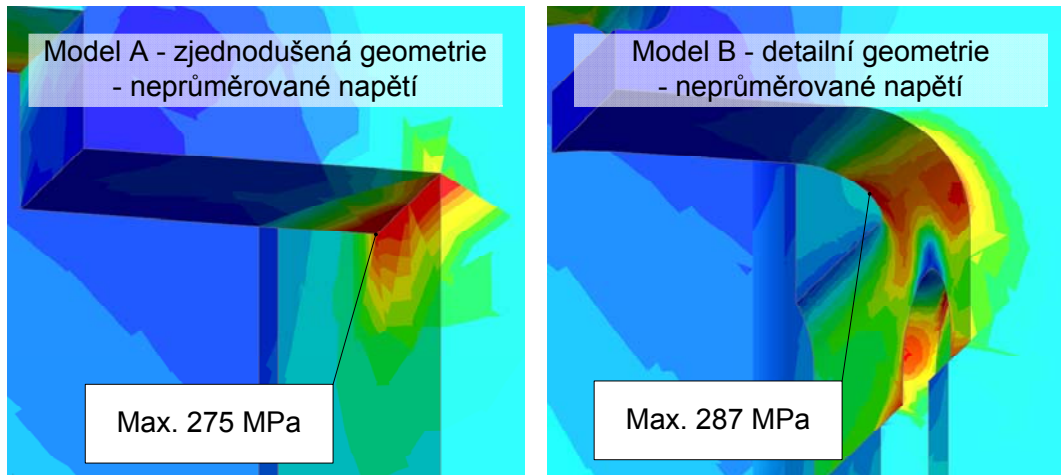 Model A - zjednodušená geometrie
- neprůměrované napětí
Max. 275 MPa
Model B - detailní geometrie
- neprůměrované napětí
Max. 287 MPa